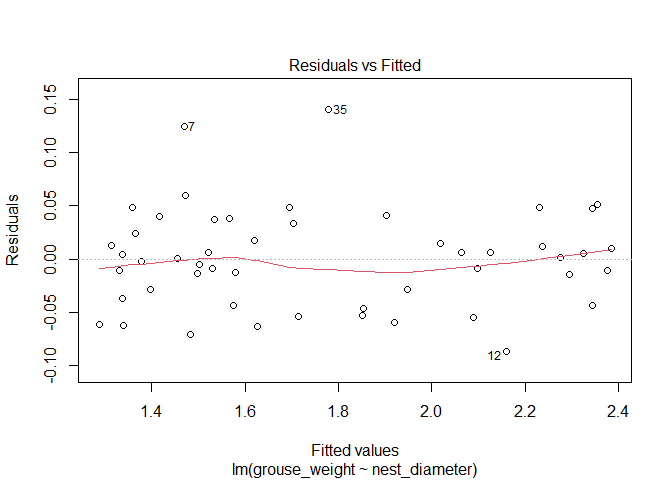 Residuals vs Fitted
Residuals
0.15
0.10
0.05
0.00
-0.05
-0.10
7
35
12
1.4 1.6 1.8 2.0 2.2 2.4
Fitted values
lm(grouse_weight ~ nest_diameter)